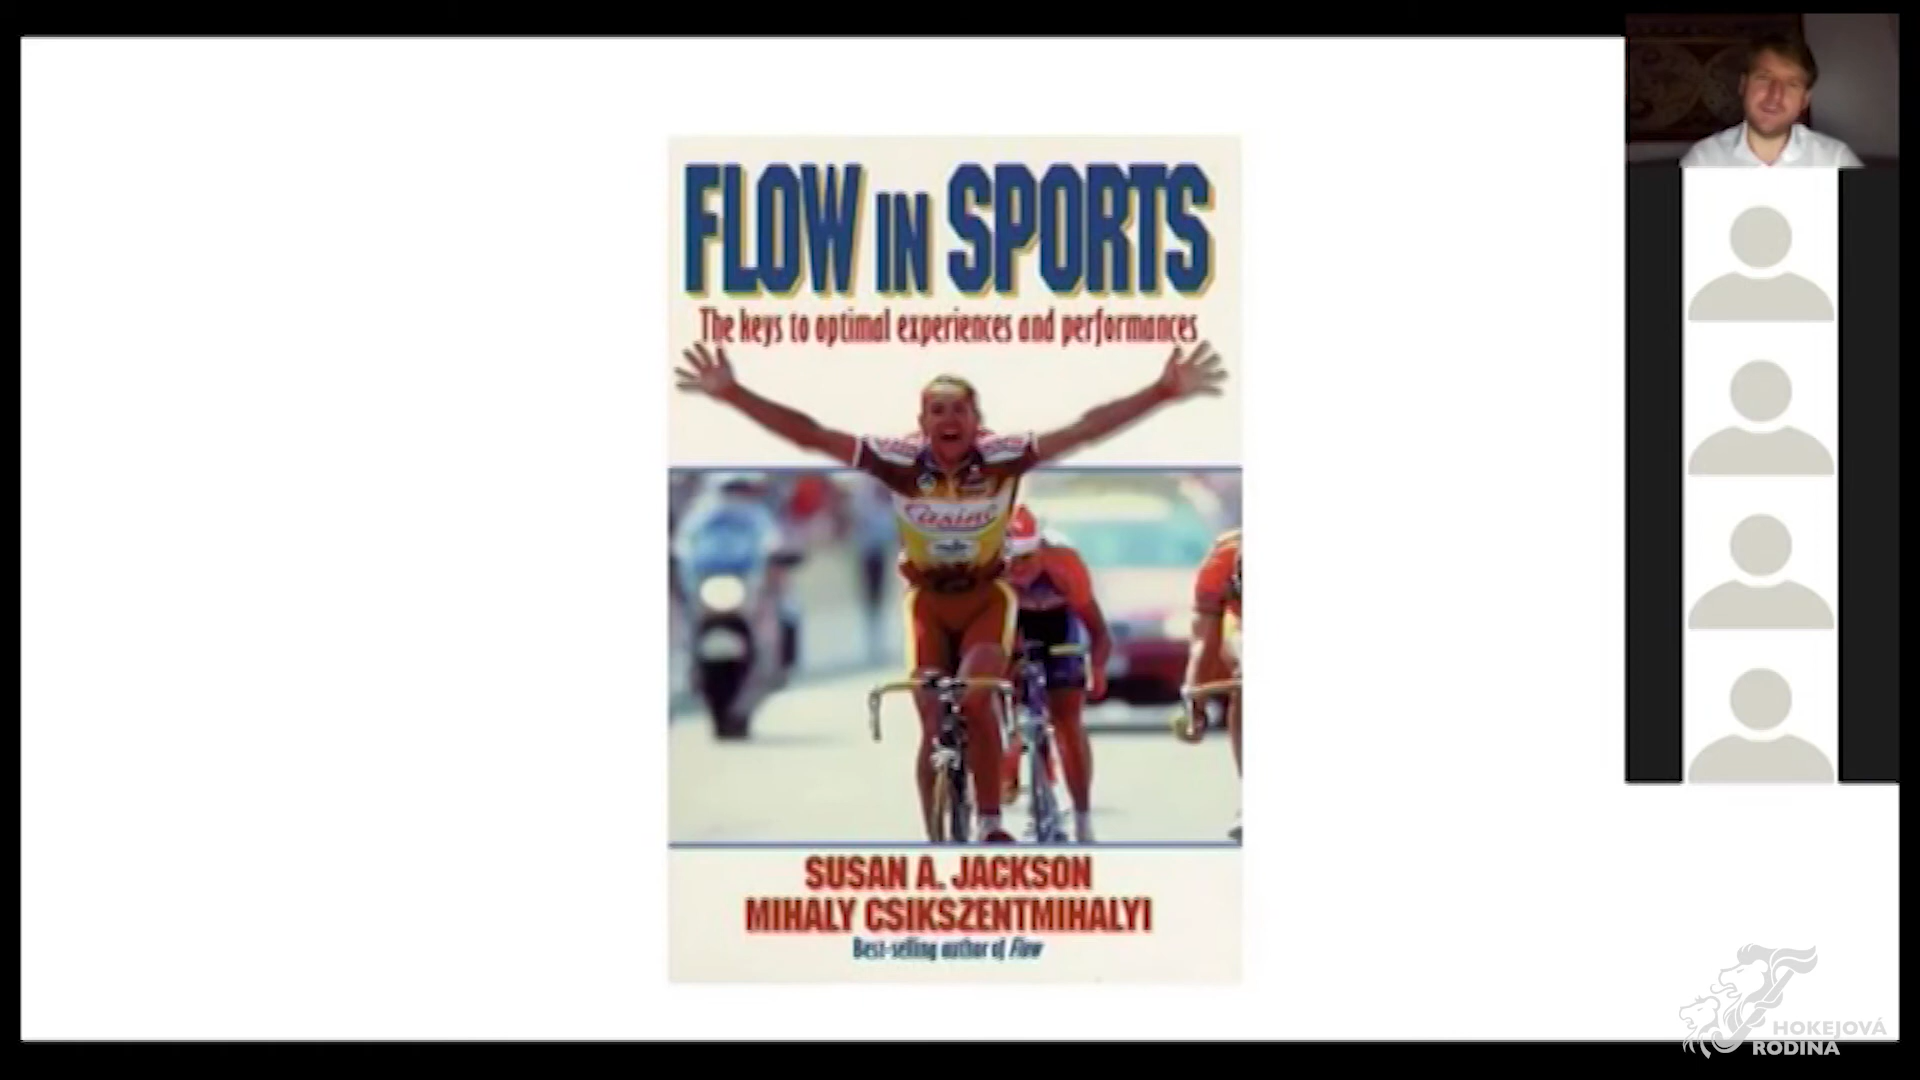 FLOW IN SPORTS
The keys to optimal experiences and performances
Casino
SUSAN A. JACKSON
MIHALY CSIKSZENTMIHALYI
Best-selling author of Flow
HOKEJOVÁ
RODINA